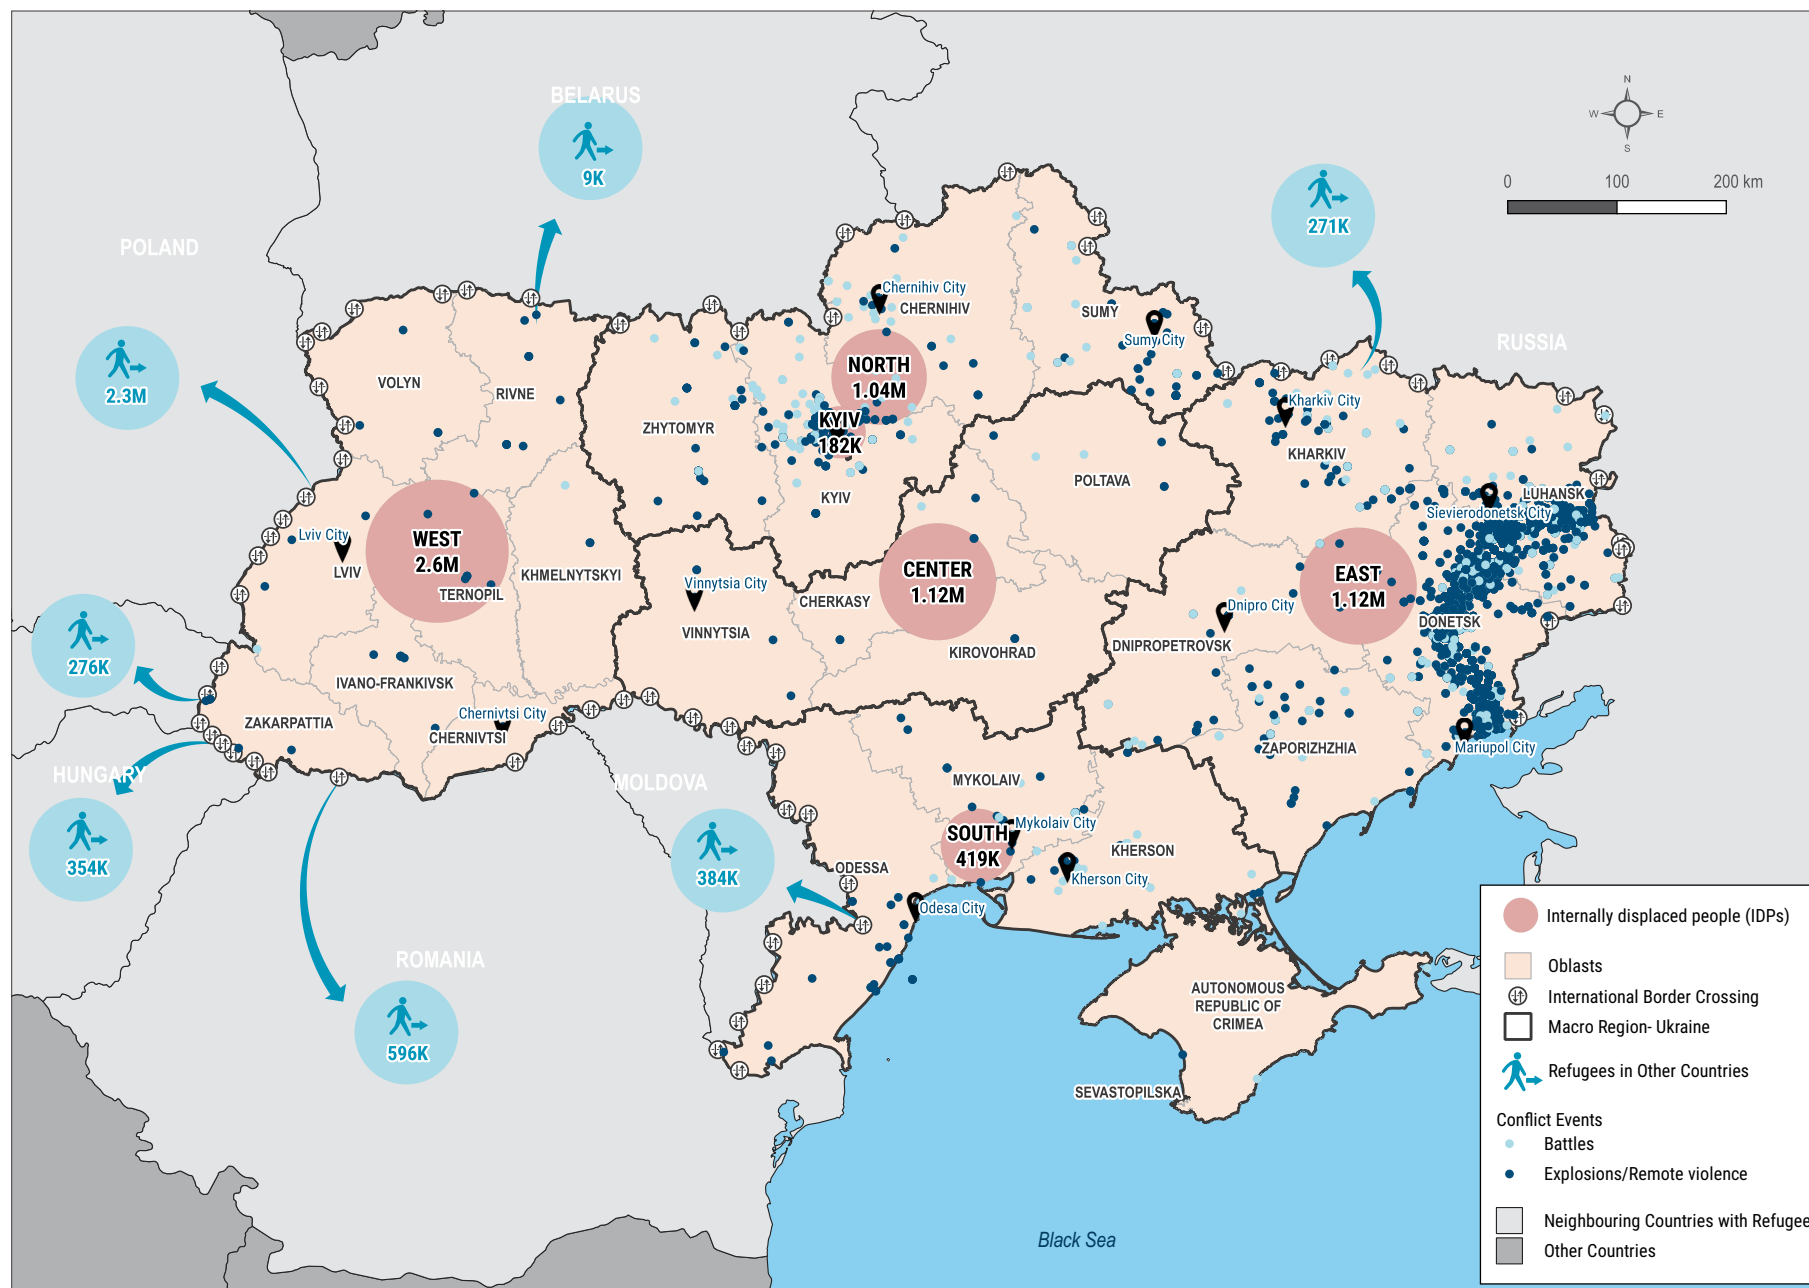 BELARUS
9K
N
W
E
S
0
100
200 km
271K
POLAND
2.3M
RUSSIA
Chernihiv City
CHERNIHIV
SUMY
Sumy City
VOLYN
RIVNE
ZHYTOMYR
NORTH
1.04M
KYIV
182K
KYIV
Kharkiv City
KHARKIV
POLTAVA
LUHANSK
Sievierodonetsk City
Lviv City
LVIV
WEST
2.6M
TERNOPIL
KHMELNYTSKYI
Vinnytsia City
VINNYTSIA
CHERKASY
CENTER
1.12M
KIROVOHRAD
EAST
1.12M
Dnipro City
DNIPROPETROVSK
DONETSK
276K
IVANO-FRANKIVSK
ZAKARPATTIA
Chernivtsi City
CHERNIVTSI
ZAPORIZHZHIA
Mariupol City
HUNGARY
354K
MOLDOVA
384K
MYKOLAIV
Mykolaiv City
SOUTH
419K
KHERSON
Kherson City
ODESSA
Odesa City
ROMANIA
596K
AUTONOMOUS
REPUBLIC OF
CRIMEA
SEVASTOPILSKA
Black Sea
Internally displaced people (IDPs)
Oblasts
International Border Crossing
Macro Region- Ukraine
Refugees in Other Countries
Conflict Events
Battles
Explosions/Remote violence
Neighbouring Countries with Refugee
Other Countries